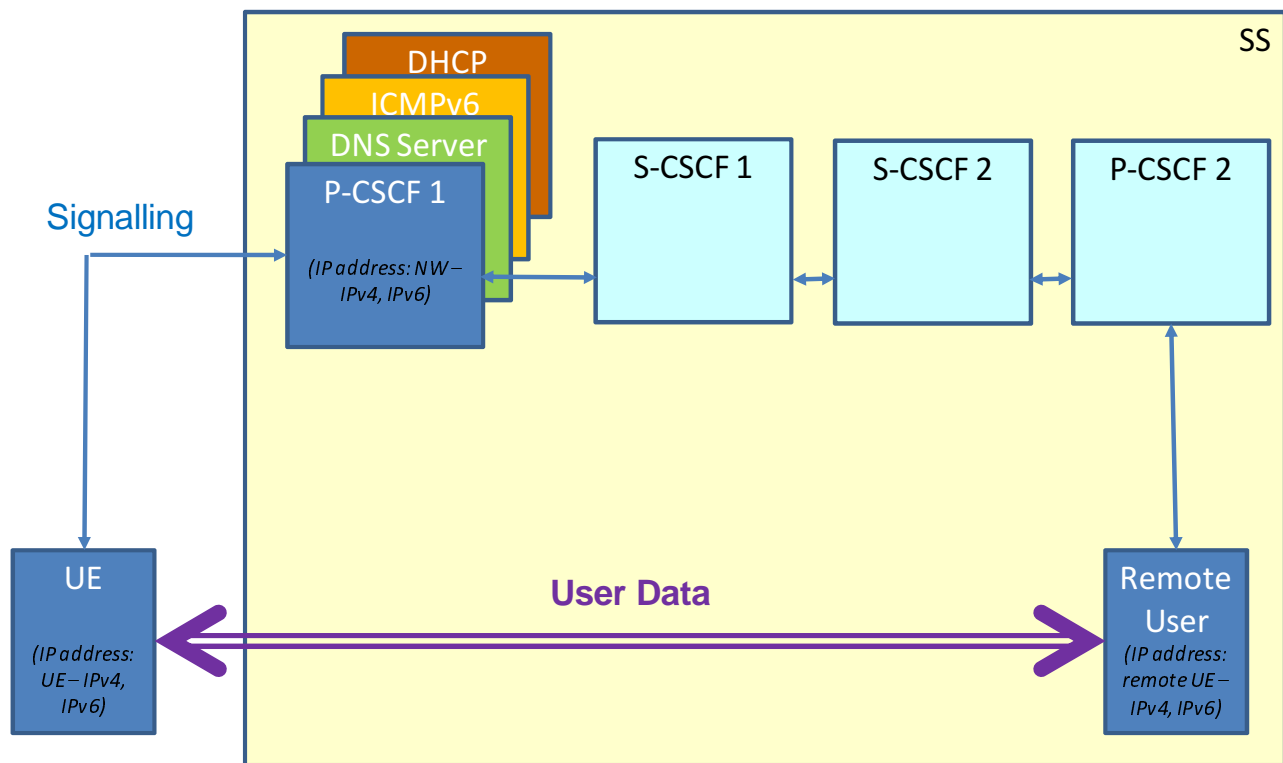 SS
DHCP
ICMPv6
DNS Server
P-CSCF 1
(IP address: NW –
IPv4, IPv6)
S-CSCF 1
S-CSCF 2
P-CSCF 2
Signalling
UE
(IP address:
UE – IPv4,
IPv6)
User Data
Remote
User
(IP address:
remote UE –
IPv4, IPv6)